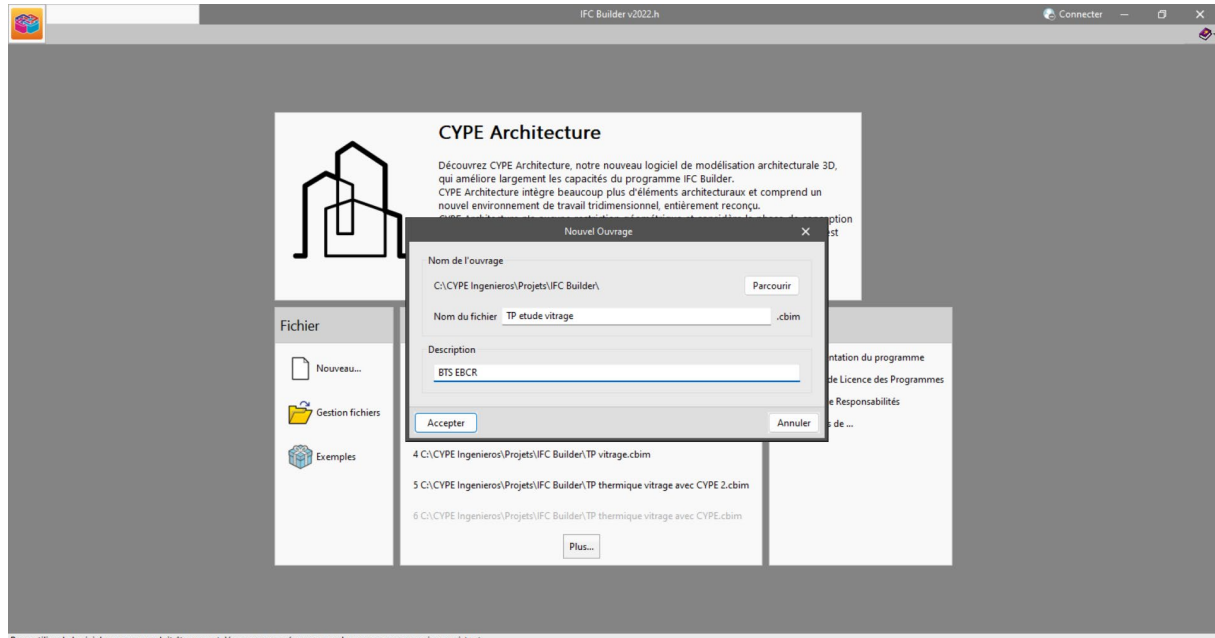 IFC Builder v2022.h
Connecter
CYPE Architecture
Découvrez CYPE Architecture, notre nouveau logiciel de modélisation architecturale 3D,
qui améliore largement les capacités du programme IFC Builder.
CYPE Architecture intègre beaucoup plus d'éléments architecturaux et comprend un
nouvel environnement de travail tridimensionnel, entièrement reconçu.
Nouvel Ouvrage
Nom de l'ouvrage
C:\CYPE Ingenieros\Projets\IFC Builder\
Parcourir
Nom du fichier
TP etude vitrage
.cbim
Description
BTS EBCR
Accepter
Annuler
Fichier
Nouveau...
Gestion fichiers
Exemples
4 C:\CYPE Ingenieros\Projets\IFC Builder\TP vitrage.cbim
5 C:\CYPE Ingenieros\Projets\IFC Builder\TP thermique vitrage avec CYPE 2.cbim
6 C:\CYPE Ingenieros\Projets\IFC Builder\TP thermique vitrage avec CYPE.cbim
Plus...
ntation du programme
de Licence des Programmes
e Responsabilités
s de ...